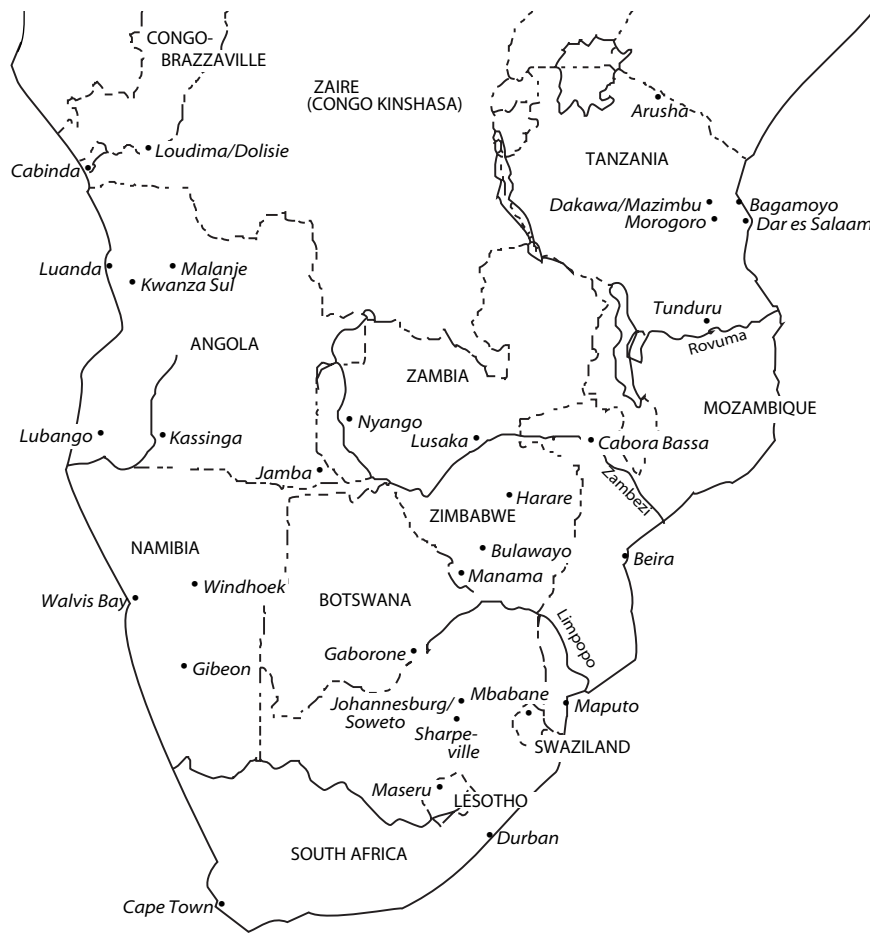 CONGO-
BRAZZAVILLE
ZAIRE
(CONGO KINSHASA)
Arusha
Loudima/Dolisie
TANZANIA
Cabinda
Dakawa/Mazimbu
Bagamoyo
Morogoro
Dar es Salaam
Luanda
Malanje
Kwanza Sul
Tunduru
Rovuma
ANGOLA
ZAMBIA
MOZAMBIQUE
Nyango
Lubango
Kassinga
Lusaka
Cabora Bassa
Jamba
Zambezi
Harare
ZIMBABWE
NAMIBIA
Bulawayo
Beira
Manama
Windhoek
Walvis Bay
BOTSWANA
Limpopo
Gaborone
Gibeon
Mbabane
Johannesburg/
Soweto
Maputo
Sharpe-
ville
SWAZILAND
Maseru
LESOTHO
Durban
SOUTH AFRICA
Cape Town